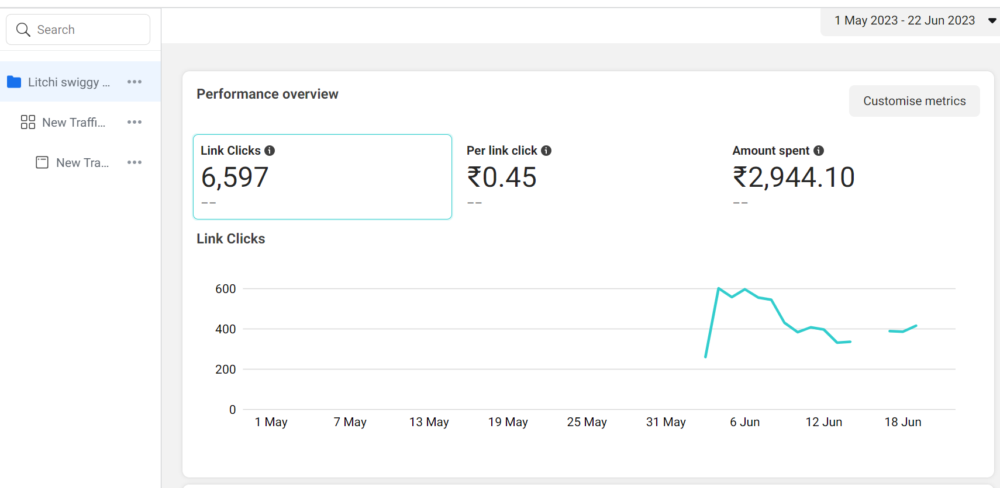 Search
1 May 2023 - 22 Jun 2023
Litchi swiggy ...
New Traffi...
New Tra...
Performance overview
Customise metrics
Link Clicks
6,597
--
Per link click
₹0.45
--
Amount spent
₹2,944.10
--
Link Clicks
600
400
200
0
1 May 7 May 13 May 19 May 25 May 31 May 6 Jun 12 Jun 18 Jun